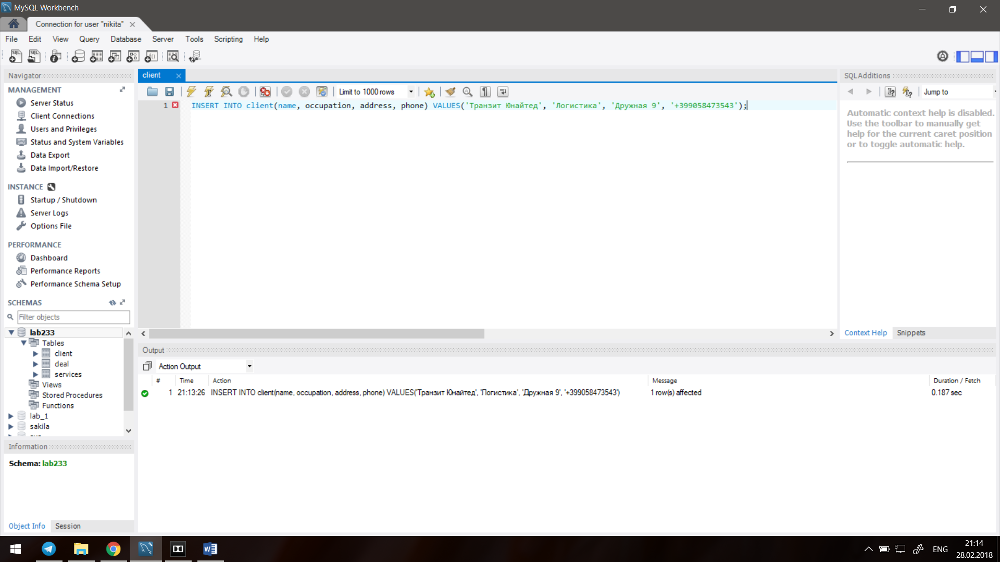 MySQL Workbench
Connection for user "nikita"
File Edit View Query Database Server Tools Scripting Help
Navigator
MANAGEMENT
Server Status
Client Connections
Users and Privileges
Status and System Variables
Data Export
Data Import/Restore
INSTANCE
Startup / Shutdown
Server Logs
Options File
PERFORMANCE
Dashboard
Performance Reports
Performance Schema Setup
SCHEMAS
Filter objects
lab233
Tables
client
deal
services
Views
Stored Procedures
Functions
lab_1
sakila
Information
Schema: lab233
Object Info Session
client
Limit to 1000 rows
1 INSERT INTO client(name, occupation, address, phone) VALUES('Транзит Юнайтед', 'Логистика', 'Дружная 9', '+399058473543');
SQLAdditions
Jump to
Automatic context help is disabled.
Use the toolbar to manually get
help for the current caret position
or to toggle automatic help.
Context Help Snippets
Output
Action Output
# Time Action Message Duration / Fetch
1 21:13:26 INSERT INTO client(name, occupation, address, phone) VALUES('Транзит Юнайтед', 'Логистика', 'Дружная 9', '+399058473543') 1 row(s) affected 0.187 sec
ENG
21:14
28.02.2018